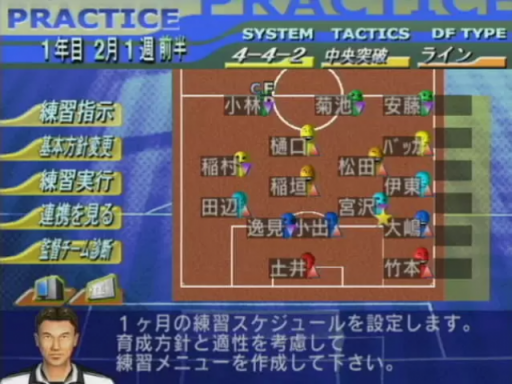 PRACTICE
PRACTICE
1年目 2月1週 前半
SYSTEM TACTICS DF TYPE
4-4-2 中央突破 ライン
練習指示
基本方針変更
練習実行
連携を見る
監督チーム診断
CF
小林 菊池 安藤
樋口 バッカ
稲村 松田
稲垣 伊東
田辺 宮沢
逸見 小出 大嶋
土井 竹本
1ヶ月の練習スケジュールを設定します。
育成方針と適性を考慮して
練習メニューを作成して下さい。